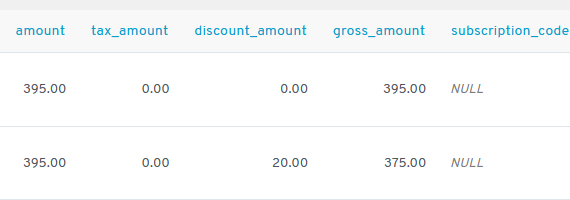 amount tax_amount discount_amount gross_amount subscription_code
395.00 0.00 0.00 395.00 NULL
395.00 0.00 20.00 375.00 NULL